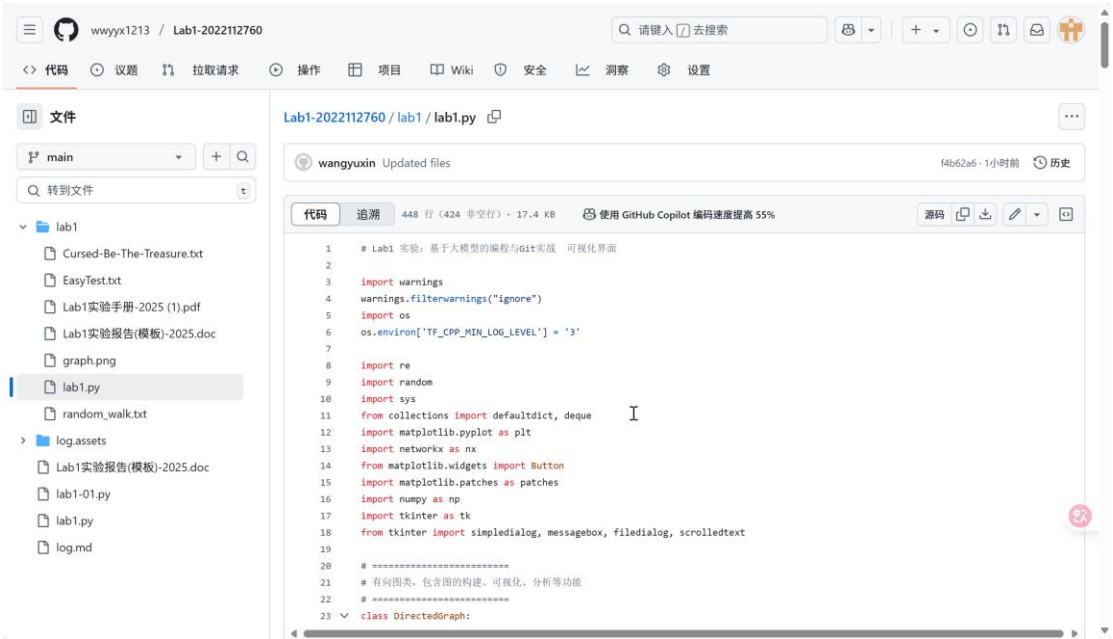 wwyyx1213 / Lab1-2022112760
请键入 / 去搜索
代码 议题 拉取请求 操作 项目 Wiki 安全 洞察 设置
文件
main
转到文件
t
lab1
Cursed-Be-The-Treasure.txt
EasyTest.txt
Lab1实验手册-2025 (1).pdf
Lab1实验报告(模板)-2025.doc
graph.png
lab1.py
random_walk.txt
log.assets
Lab1实验报告(模板)-2025.doc
lab1-01.py
lab1.py
log.md
Lab1-2022112760 / lab1 / lab1.py
wangyuxin Updated files f4b62a6 · 1小时前 历史
代码 追溯 448 行 (424 非空行) · 17.4 KB 使用 GitHub Copilot 编码速度提高 55% 源码
1 # Lab1 实验: 基于大模型的编程与Git实战 可视化界面
2
3 import warnings
4 warnings.filterwarnings("ignore")
5 import os
6 os.environ['TF_CPP_MIN_LOG_LEVEL'] = '3'
7
8 import re
9 import random
10 import sys
11 from collections import defaultdict, deque
12 import matplotlib.pyplot as plt
13 import networkx as nx
14 from matplotlib.widgets import Button
15 import matplotlib.patches as patches
16 import numpy as np
17 import tkinter as tk
18 from tkinter import simpledialog, messagebox, filedialog, scrolledtext
19
20 # =========================
21 # 有向图类，包含图的构建、可视化、分析等功能
22 # =========================
23 class DirectedGraph: